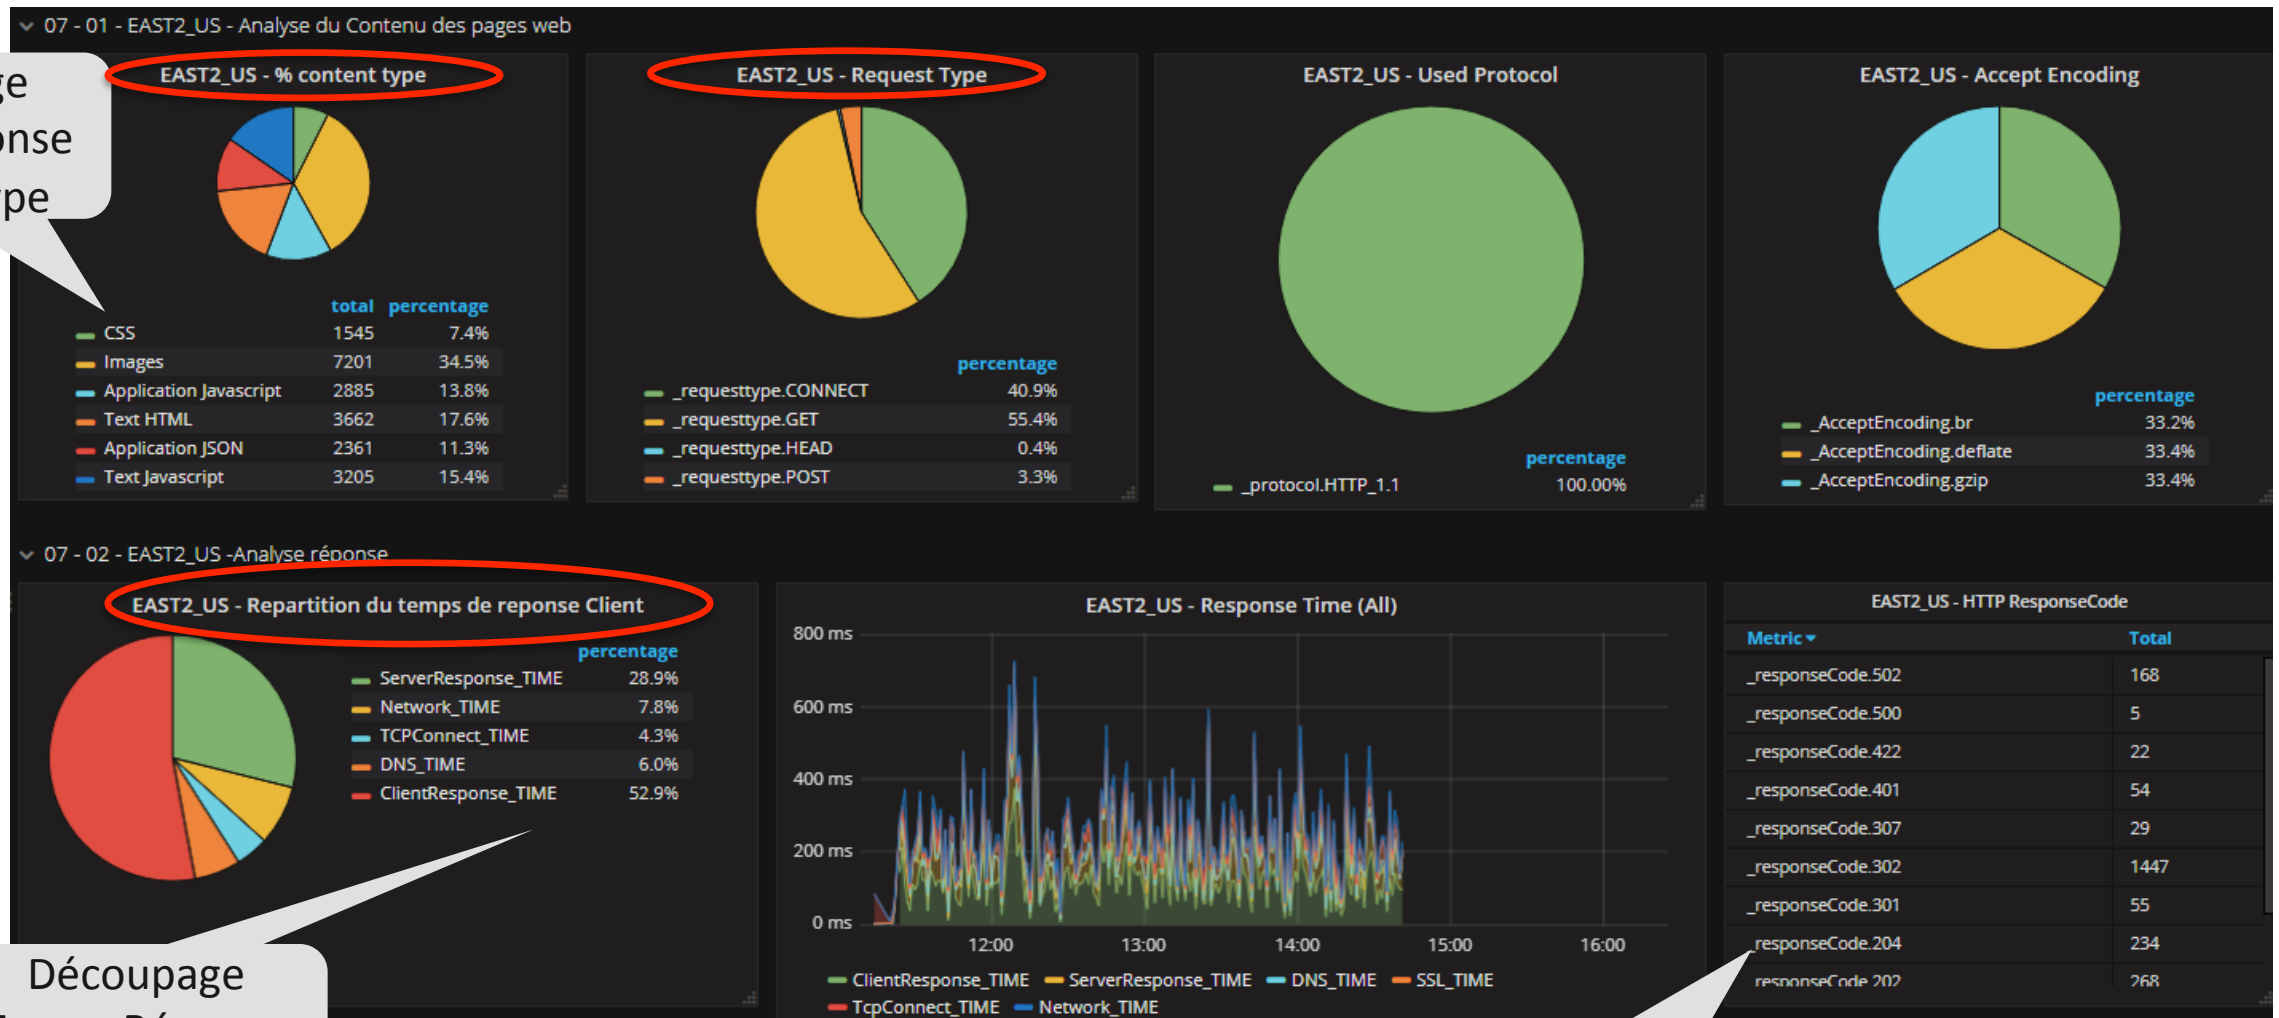 07 - 01 - EAST2_US - Analyse du Contenu des pages web
EAST2_US - % content type
total percentage
CSS 1545 7.4%
Images 7201 34.5%
Application Javascript 2885 13.8%
Text HTML 3662 17.6%
Application JSON 2361 11.3%
Text Javascript 3205 15.4%
EAST2_US - Request Type
percentage
_requesttype.CONNECT 40.9%
_requesttype.GET 55.4%
_requesttype.HEAD 0.4%
_requesttype.POST 3.3%
EAST2_US - Used Protocol
percentage
_protocol.HTTP_1.1 100.00%
EAST2_US - Accept Encoding
percentage
_AcceptEncoding.br 33.2%
_AcceptEncoding.deflate 33.4%
_AcceptEncoding.gzip 33.4%
07 - 02 - EAST2_US -Analyse réponse
EAST2_US - Repartition du temps de reponse Client
percentage
ServerResponse_TIME 28.9%
Network_TIME 7.8%
TCPConnect_TIME 4.3%
DNS_TIME 6.0%
ClientResponse_TIME 52.9%
Découpage
EAST2_US - Response Time (All)
800 ms
600 ms
400 ms
200 ms
0 ms
12:00 13:00 14:00 15:00 16:00
ClientResponse_TIME ServerResponse_TIME DNS_TIME SSL_TIME
TcpConnect_TIME Network_TIME
EAST2_US - HTTP ResponseCode
Metric Total
_responseCode.502 168
_responseCode.500 5
_responseCode.422 22
_responseCode.401 54
_responseCode.307 29
_responseCode.302 1447
_responseCode.301 55
_responseCode.204 234
_responseCode.202 268